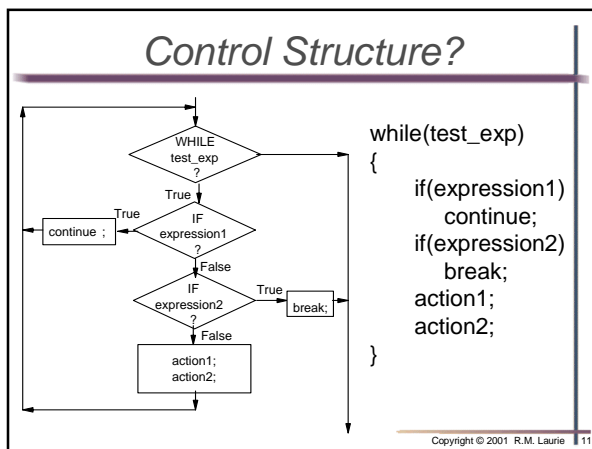 Control Structure?
WHILE
test_exp
?
True
True
IF
expression1
?
continue ;
False
IF
expression2
?
True
break;
False
action1;
action2;
while(test_exp)
{
if(expression1)
continue;
if(expression2)
break;
action1;
action2;
}
Copyright © 2001 R.M. Laurie 11